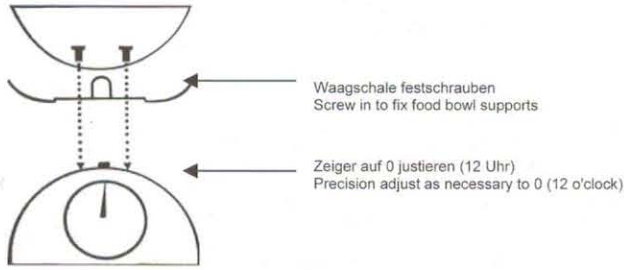 Waagschale festschrauben
Screw in to fix food bowl supports
Zeiger auf 0 justieren (12 Uhr)
Precision adjust as necessary to 0 (12 o'clock)